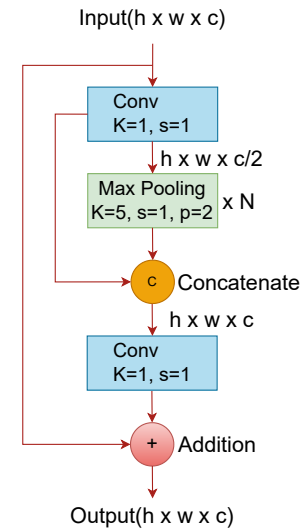 Input(h x w x c)
Conv
K=1, s=1
h x w x c/2
Max Pooling
K=5, s=1, p=2
x N
c
Concatenate
h x w x c
Conv
K=1, s=1
+
Addition
Output(h x w x c)